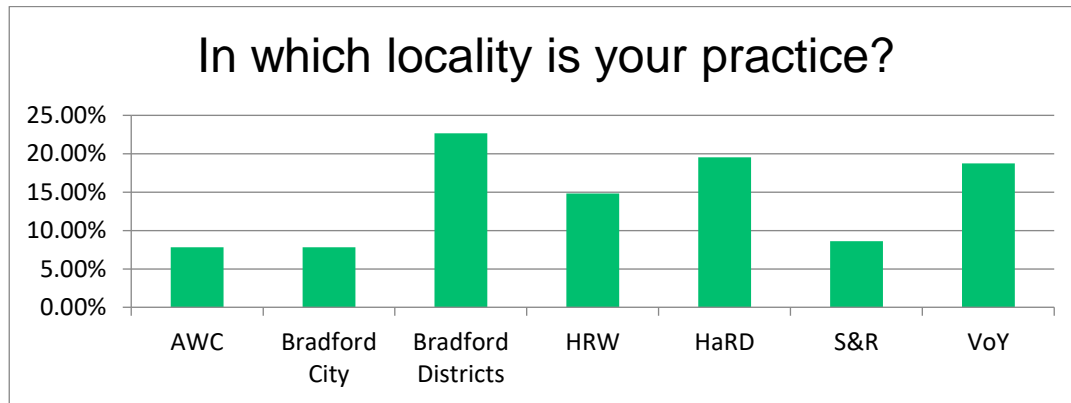 In which locality is your practice?
25.00%
20.00%
15.00%
10.00%
5.00%
0.00%
AWC
Bradford
City
Bradford
Districts
HRW
HaRD
S&R
VoY